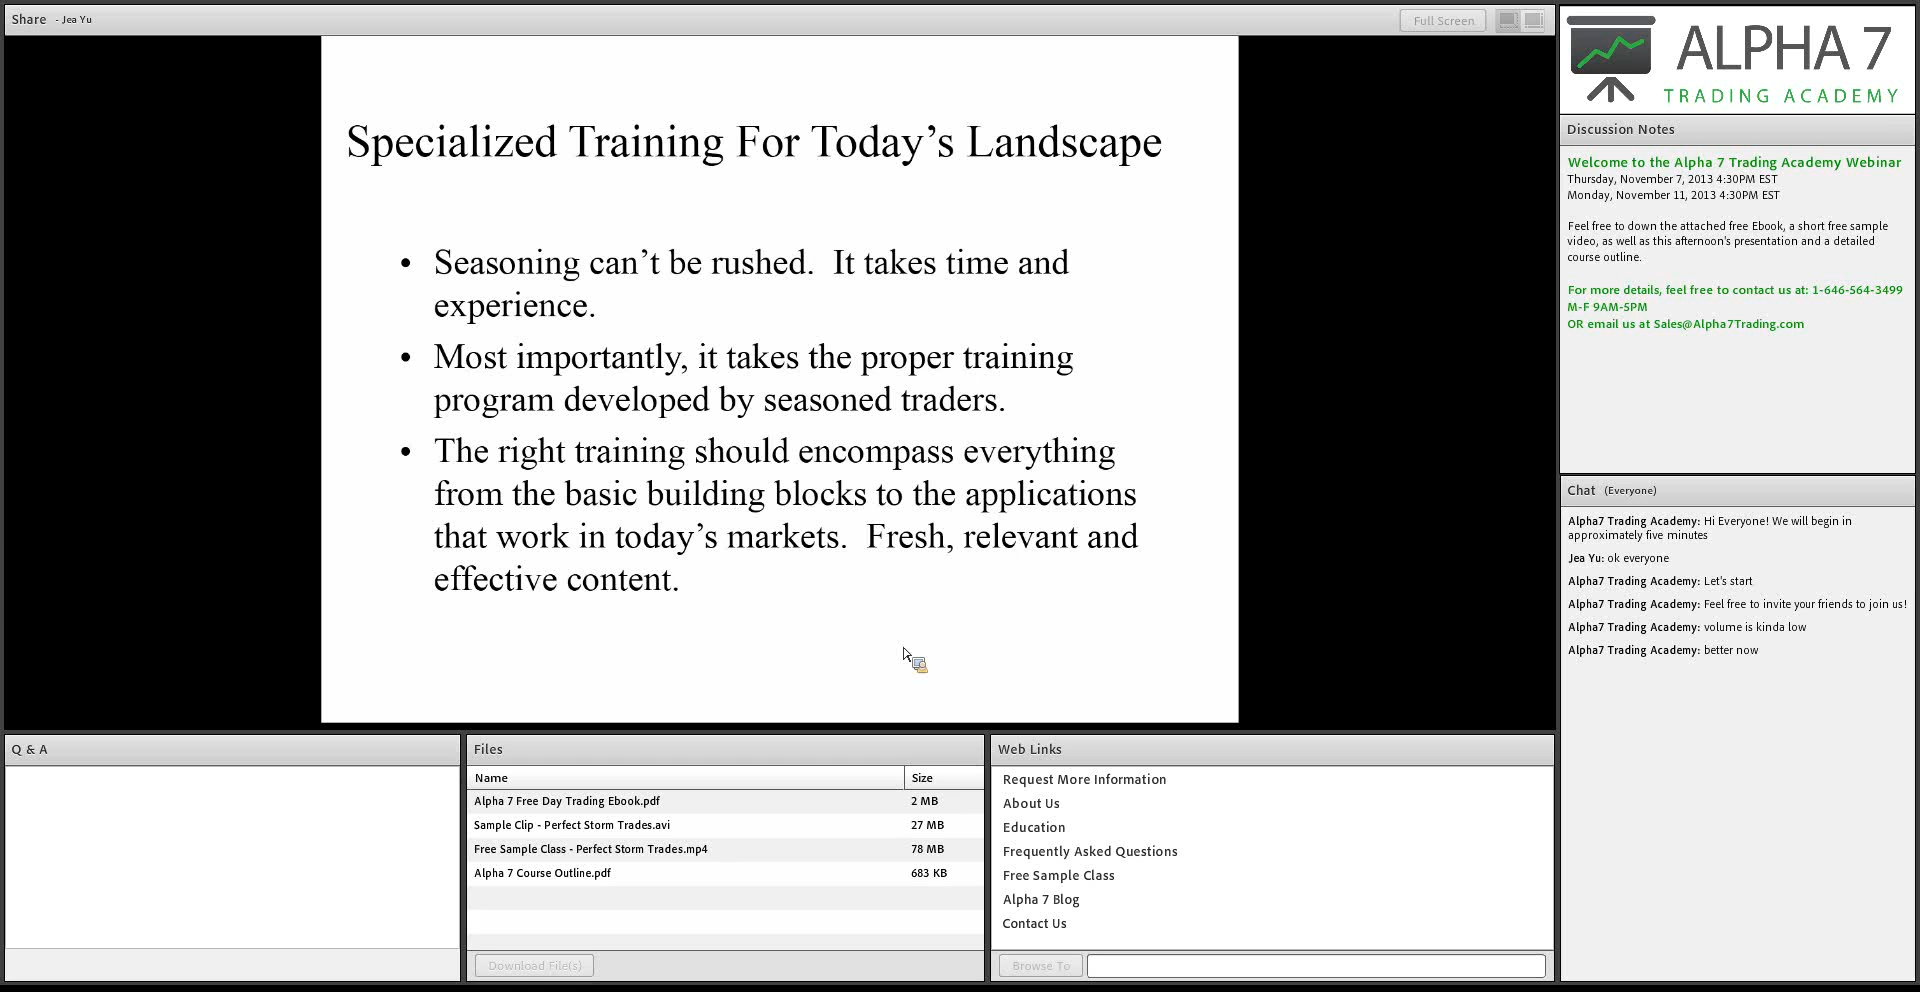 Share - Jea Yu
Full Screen
Specialized Training For Today’s Landscape
• Seasoning can’t be rushed.  It takes time and
experience.
• Most importantly, it takes the proper training
program developed by seasoned traders.
• The right training should encompass everything
from the basic building blocks to the applications
that work in today’s markets.  Fresh, relevant and
effective content.
Q & A
Files
Name Size
Alpha 7 Free Day Trading Ebook.pdf 2 MB
Sample Clip - Perfect Storm Trades.avi 27 MB
Free Sample Class - Perfect Storm Trades.mp4 78 MB
Alpha 7 Course Outline.pdf 683 KB
Download File(s)
Web Links
Request More Information
About Us
Education
Frequently Asked Questions
Free Sample Class
Alpha 7 Blog
Contact Us
Browse To
ALPHA 7
TRADING ACADEMY
Discussion Notes
Welcome to the Alpha 7 Trading Academy Webinar
Thursday, November 7, 2013 4:30PM EST
Monday, November 11, 2013 4:30PM EST
Feel free to down the attached free Ebook, a short free sample
video, as well as this afternoon's presentation and a detailed
course outline.
For more details, feel free to contact us at: 1-646-564-3499
M-F 9AM-5PM
OR email us at Sales@Alpha7Trading.com
Chat (Everyone)
Alpha7 Trading Academy: Hi Everyone! We will begin in
approximately five minutes
Jea Yu: ok everyone
Alpha7 Trading Academy: Let's start
Alpha7 Trading Academy: Feel free to invite your friends to join us!
Alpha7 Trading Academy: volume is kinda low
Alpha7 Trading Academy: better now